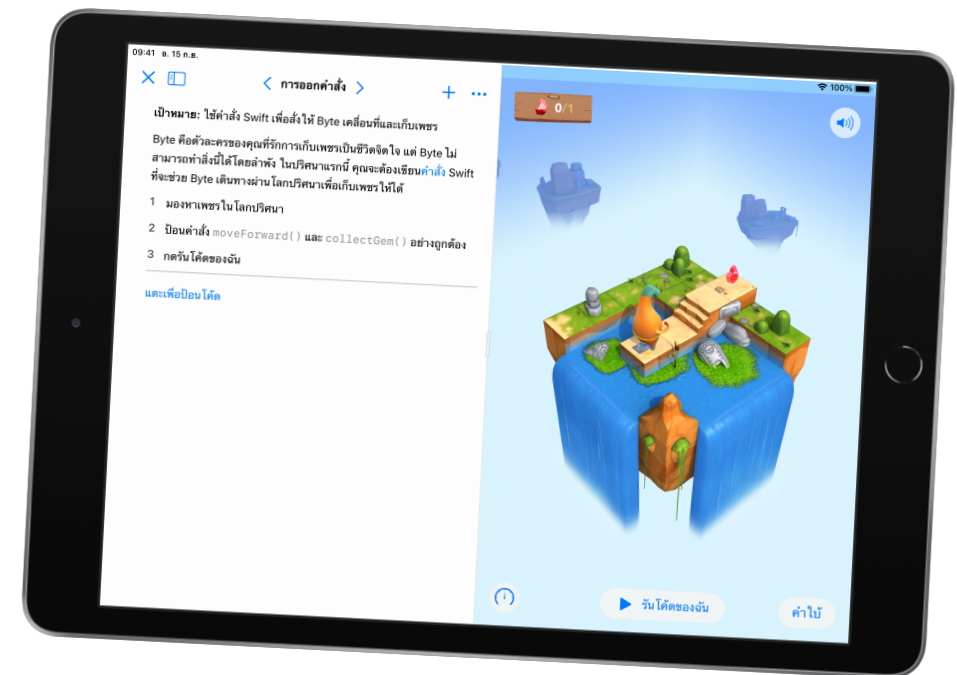 09:41 อ. 15 ก.ย.
100%
การออกคำสั่ง
0/1
เป้าหมาย: ใช้คำสั่ง Swift เพื่อสั่งให้ Byte เคลื่อนที่และเก็บเพชร
Byte คือตัวละครของคุณที่รักการเก็บเพชรเป็นชีวิตจิตใจ แต่ Byte ไม่
สามารถทำสิ่งนี้ได้โดยลำพัง ในปริศนาแรกนี้ คุณจะต้องเขียนคำสั่ง Swift
ที่จะช่วย Byte เดินทางผ่านโลกปริศนาเพื่อเก็บเพชรให้ได้
1 มองหาเพชรในโลกปริศนา
2 ป้อนคำสั่ง moveForward() และ collectGem() อย่างถูกต้อง
3 กดรันโค้ดของฉัน
แตะเพื่อป้อนโค้ด
รันโค้ดของฉัน
คำใบ้